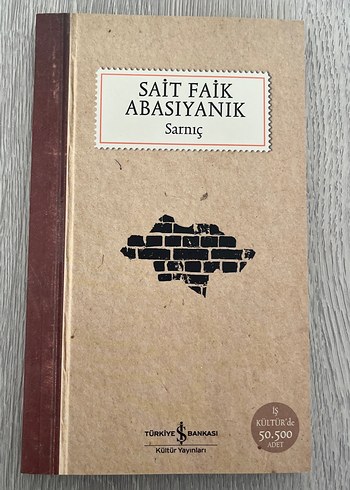 SAİT FAİK
ABASIYANIK
Sarnıç
TÜRKİYE İŞ BANKASI
Kültür Yayınları
İŞ
KÜLTÜR'de
50.500
ADET